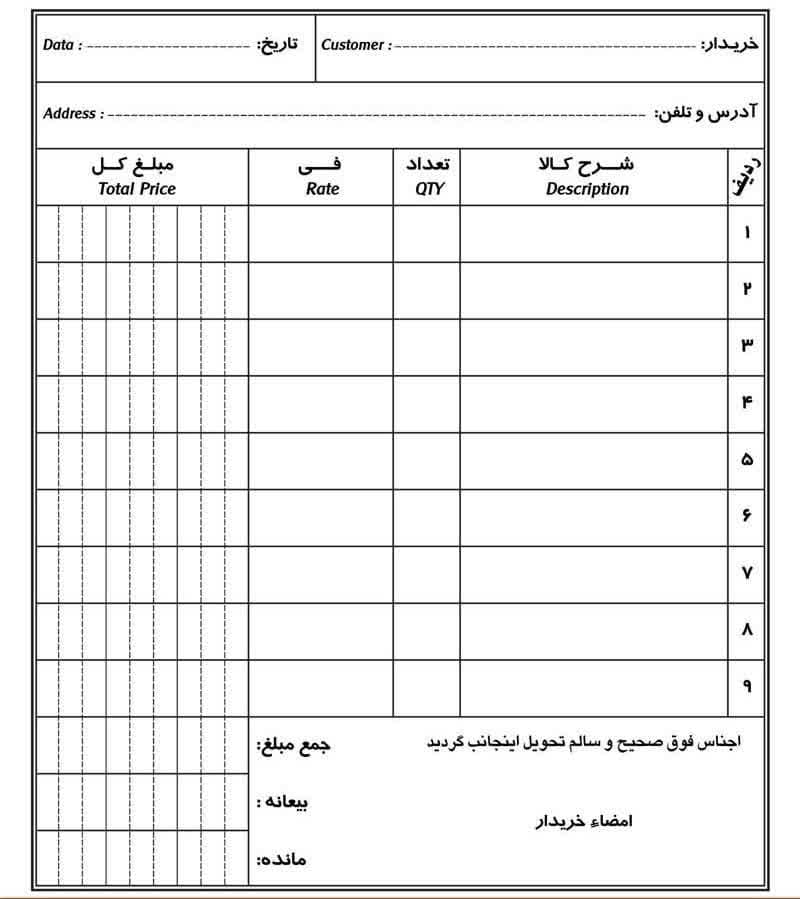 خریـدار: Customer :
تاریخ: Data :
آدرس و تلفن: Address :
ردیف
شـــرح کـالا
Description
تعداد
QTY
فـــی
Rate
مبلـغ کـــل
Total Price
۱
۲
۳
۴
۵
۶
۷
۸
۹
اجناس فوق صحیح و سالم تحویل اینجانب گردید
امضاءِ خریدار
جمع مبلغ:
بیعانه :
مانده: